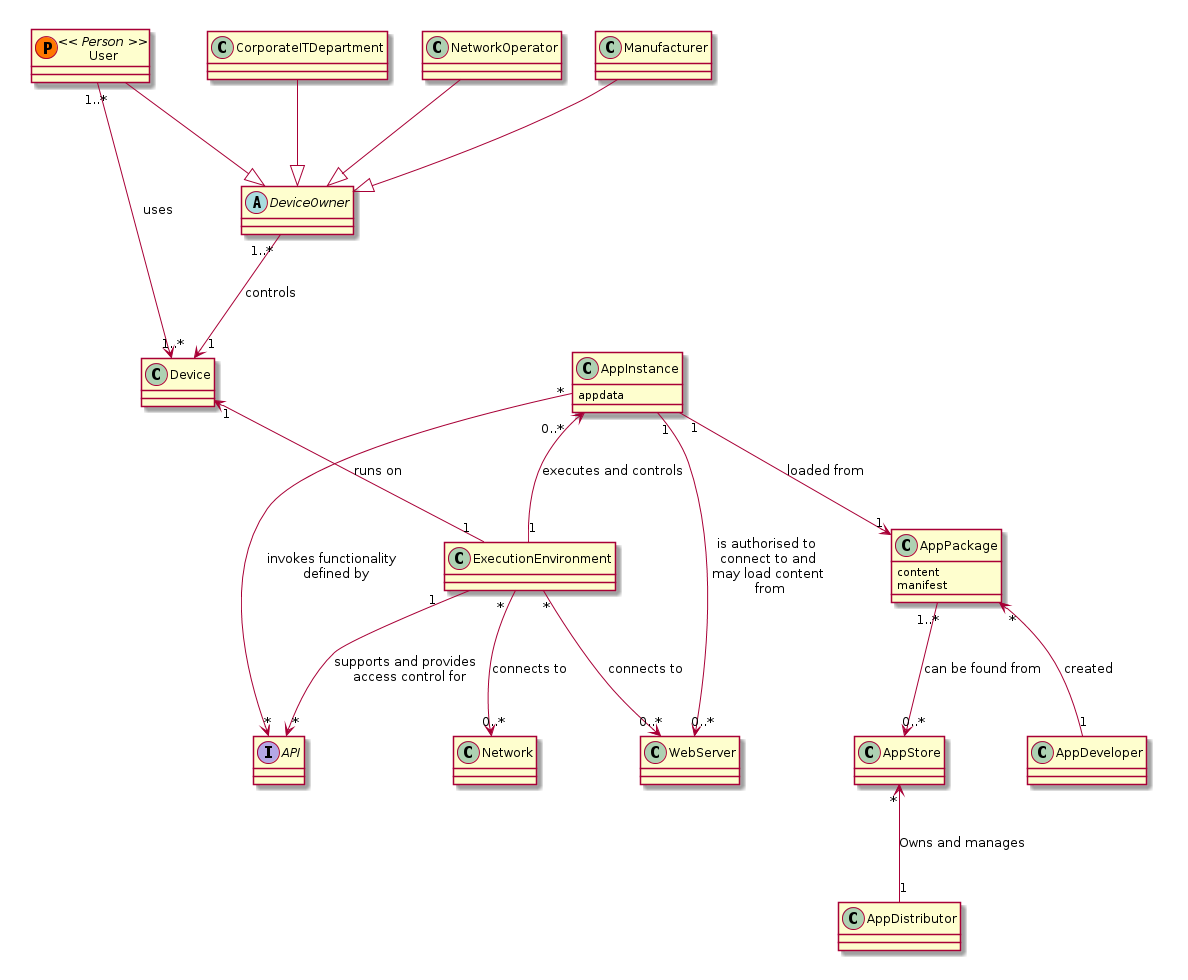 P
<< Person >>
User
C
CorporateITDepartment
C
NetworkOperator
C
Manufacturer
1..*
uses
A
DeviceOwner
1..*
controls
1..*
1
C
Device
1
C
AppInstance
appdata
*
0..*
1
1
runs on
executes and controls
loaded from
1
1
1
is authorised to
connect to and
may load content
from
invokes functionality
defined by
C
ExecutionEnvironment
C
AppPackage
content
manifest
1
*
*
1..*
*
supports and provides
access control for
connects to
connects to
can be found from
created
*
*
0..*
0..*
0..*
0..*
1
I
API
C
Network
C
WebServer
C
AppStore
C
AppDeveloper
*
Owns and manages
1
C
AppDistributor